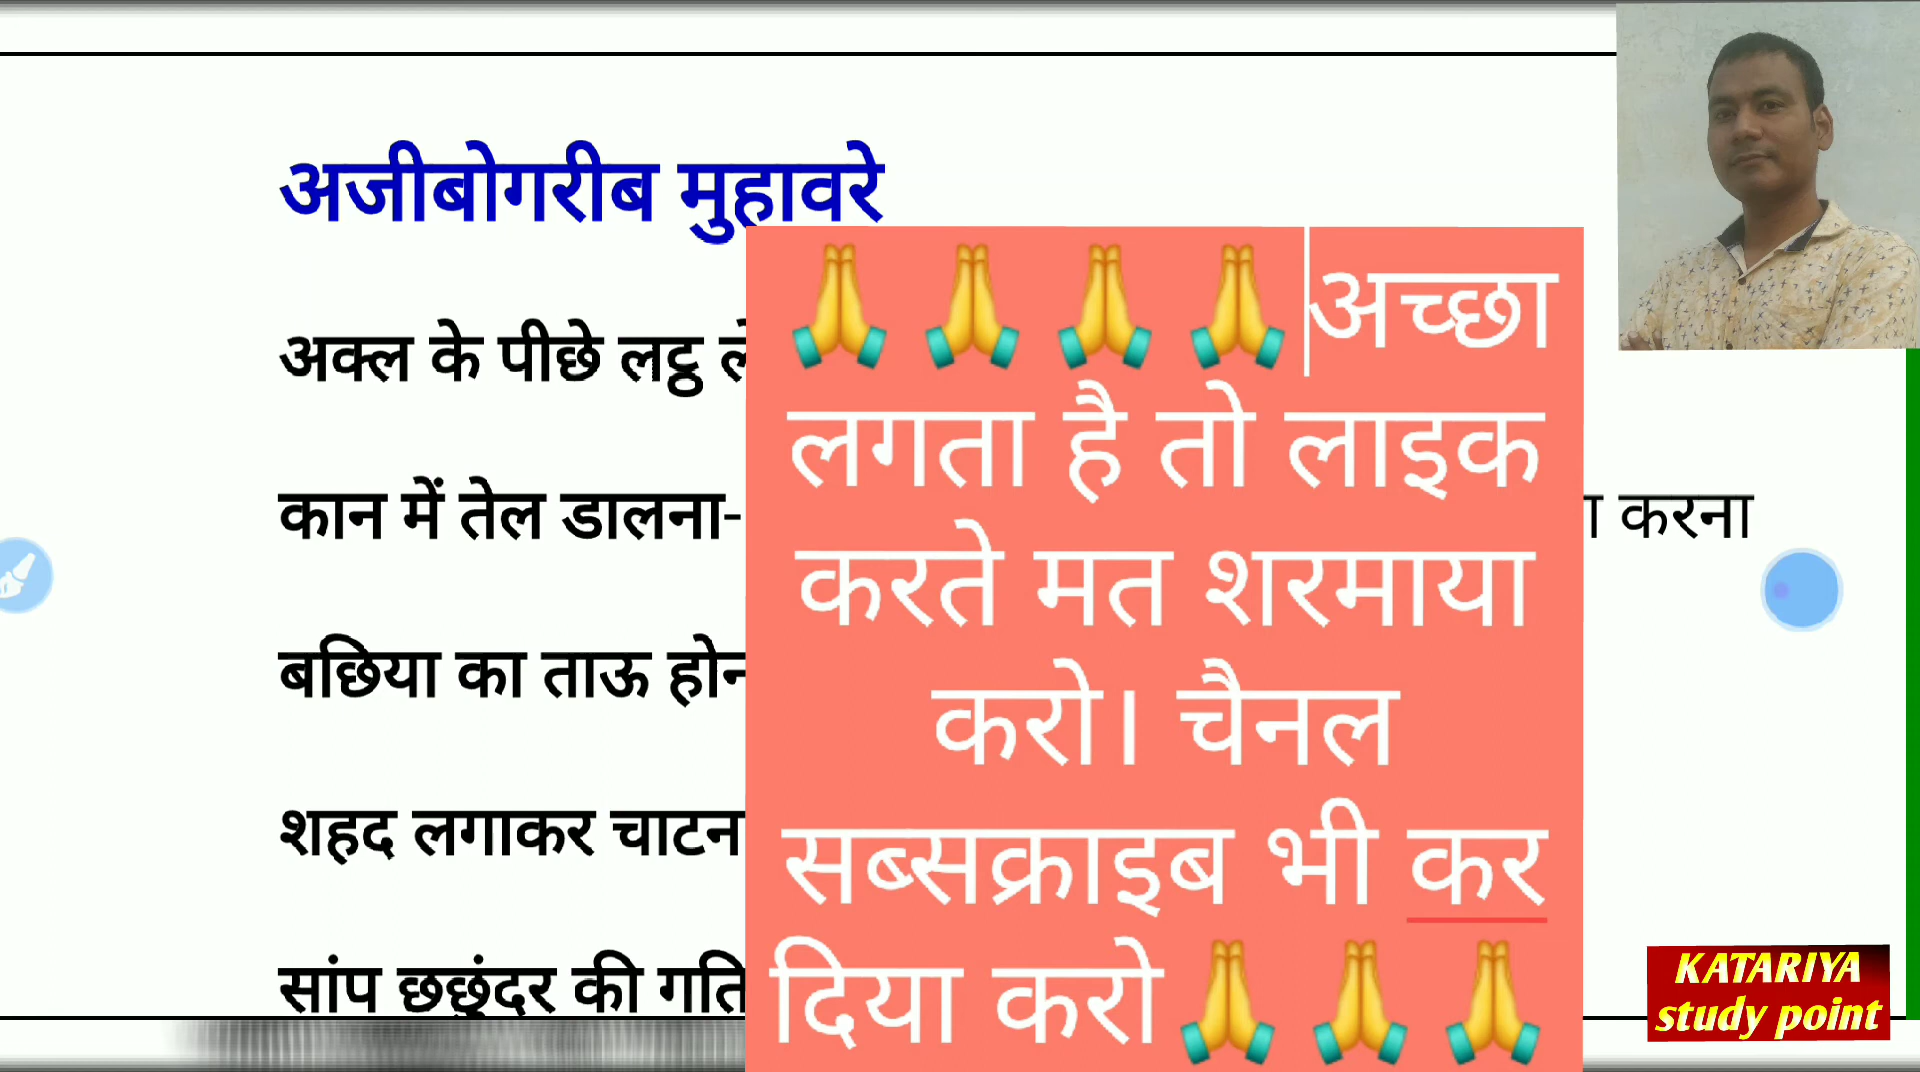 अजीबोगरीब मुहावरे
अक्ल के पीछे लट्ठ
कान में तेल डालना-
करना
बछिया का ताऊ
शहद लगाकर
सांप छछुंदर की
🙏 🙏 🙏 🙏अच्छा
लगता है तो लाइक
करते मत शरमाया
करो। चैनल
सब्सक्राइब भी कर
दिया करो🙏 🙏 🙏
KATARIYA
study point